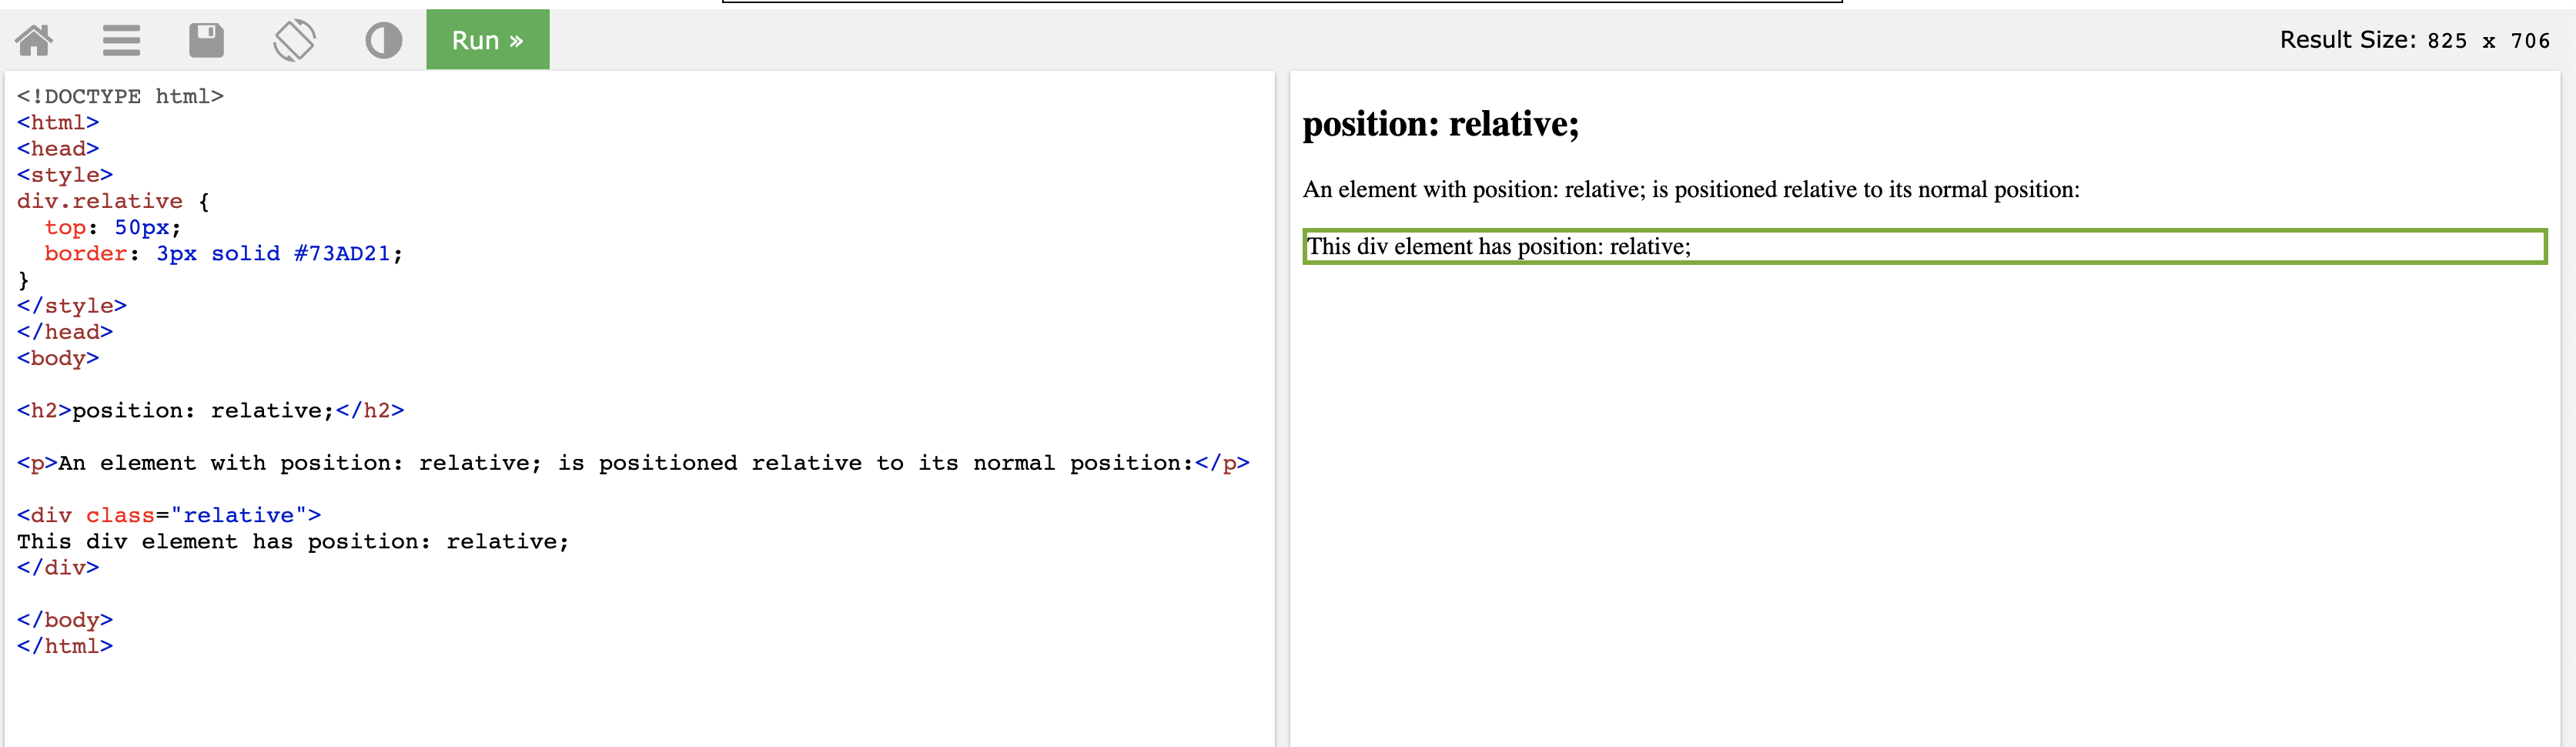 Run »
Result Size: 825 x 706
<!DOCTYPE html>
<html>
<head>
<style>
div.relative {
  top: 50px;
  border: 3px solid #73AD21;
}
</style>
</head>
<body>
<h2>position: relative;</h2>
<p>An element with position: relative; is positioned relative to its normal position:</p>
<div class="relative">
This div element has position: relative;
</div>
</body>
</html>
position: relative;
An element with position: relative; is positioned relative to its normal position:
This div element has position: relative;